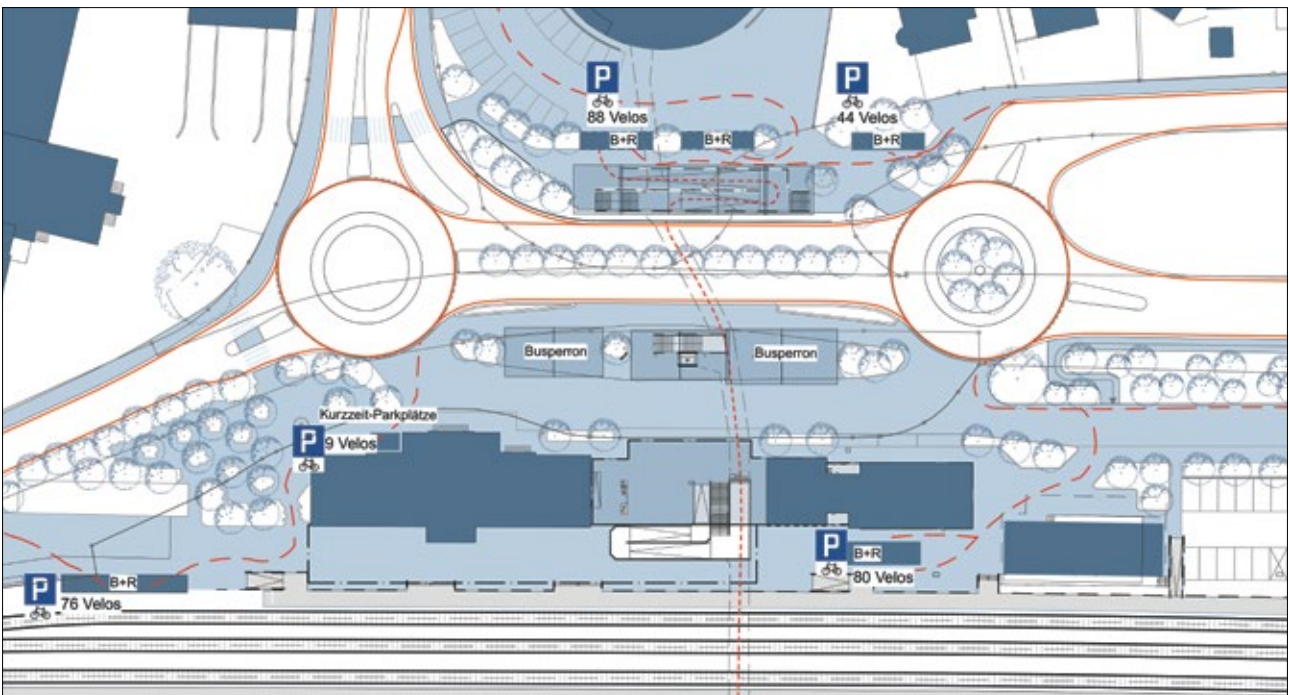 P
88 Velos
P
44 Velos
B+R
B+R
B+R
Busperron
Busperron
Kurzzeit-Parkplätze
P
9 Velos
P
B+R
80 Velos
P
B+R
76 Velos